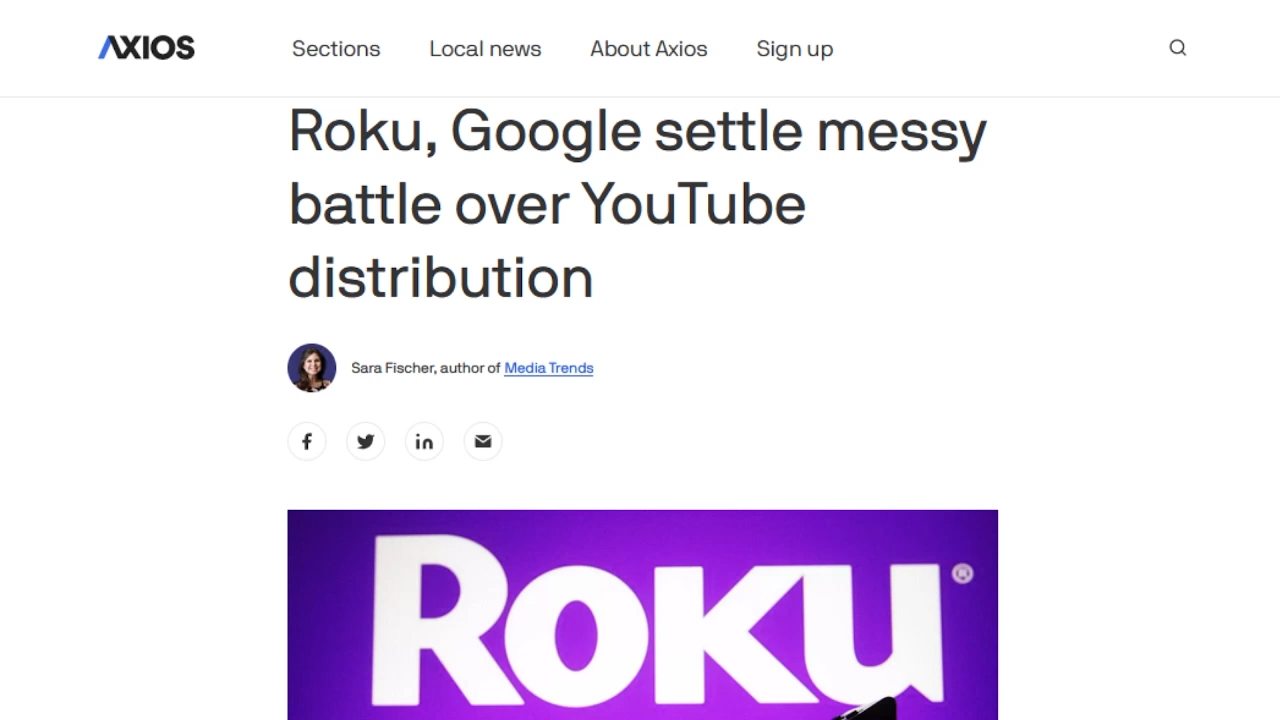 AXIOS
Sections
Local news
About Axios
Sign up
Roku, Google settle messy
battle over YouTube
distribution
Sara Fischer, author of Media Trends
ROKU®